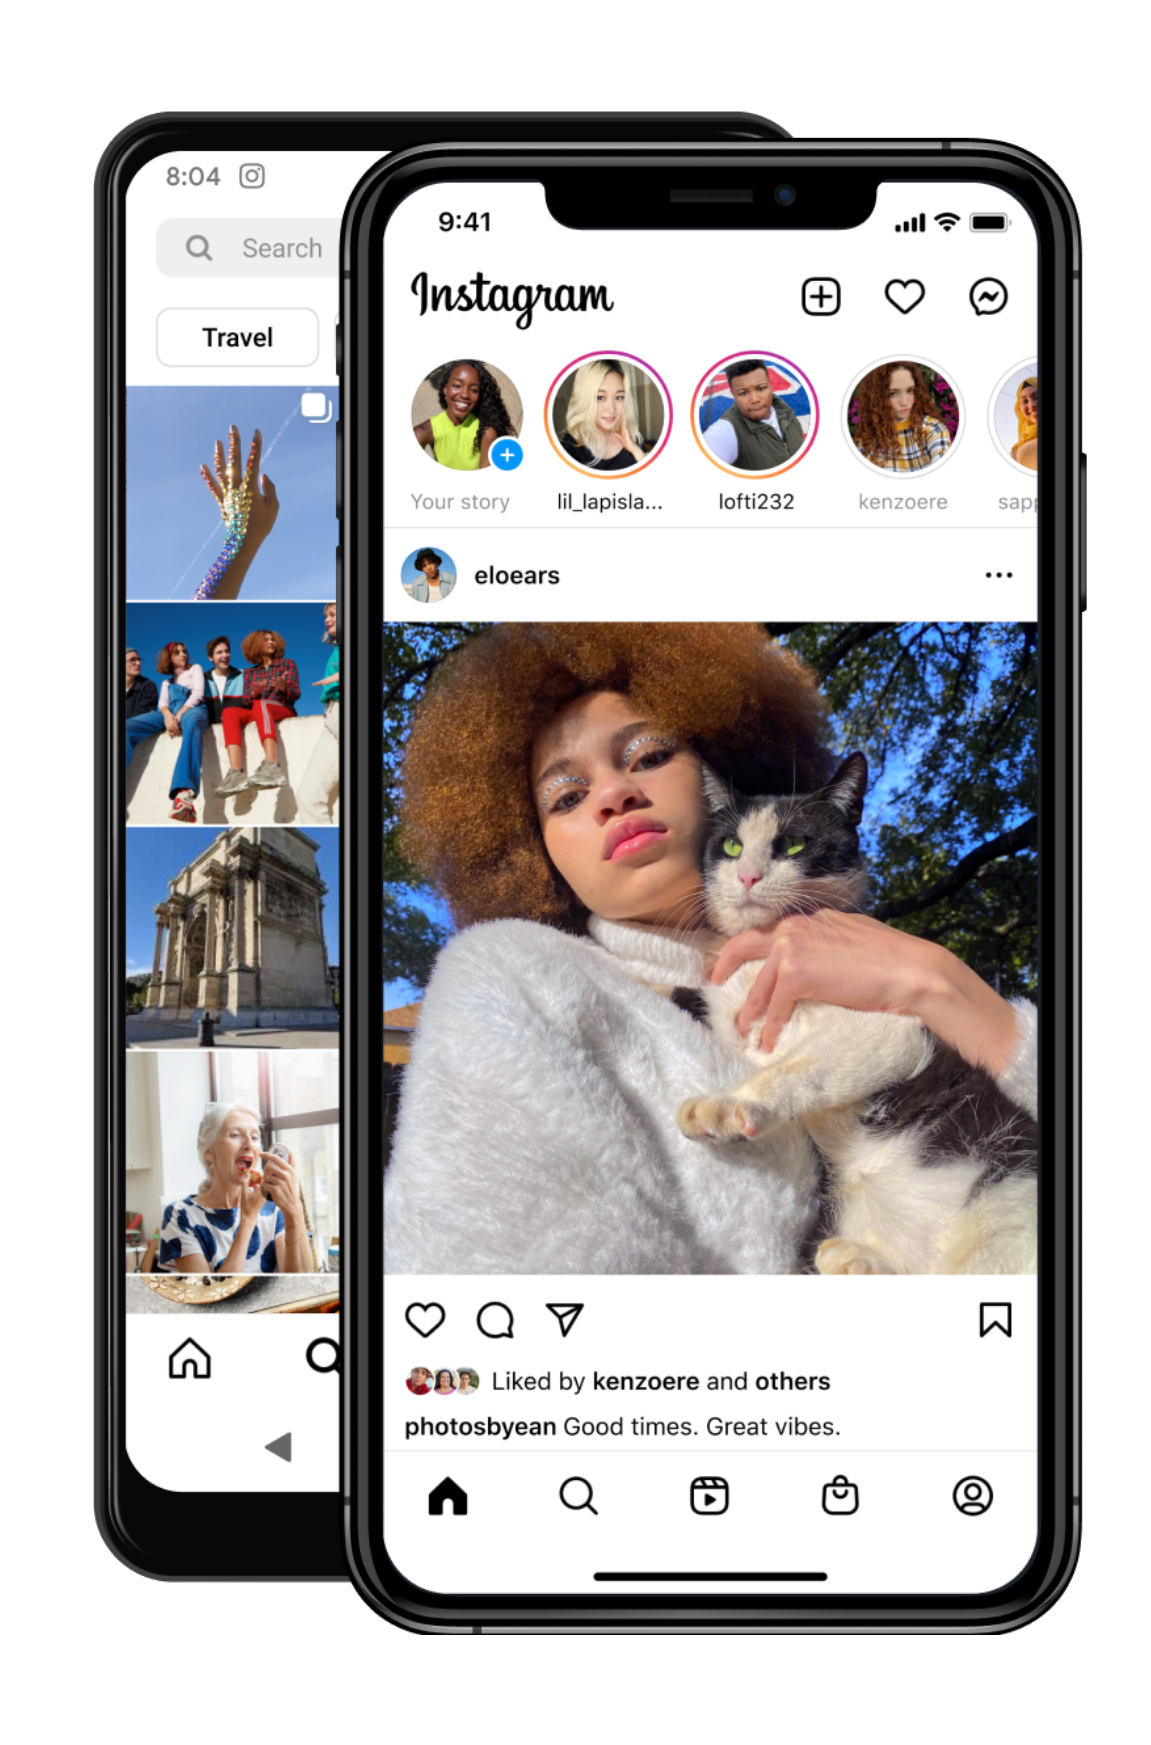 8:04
Search
Travel
9:41
Instagram
Your story
lil_lapisla...
lofti232
kenzoere
sapp
eloears
Liked by kenzoere and others
photosbyean Good times. Great vibes.